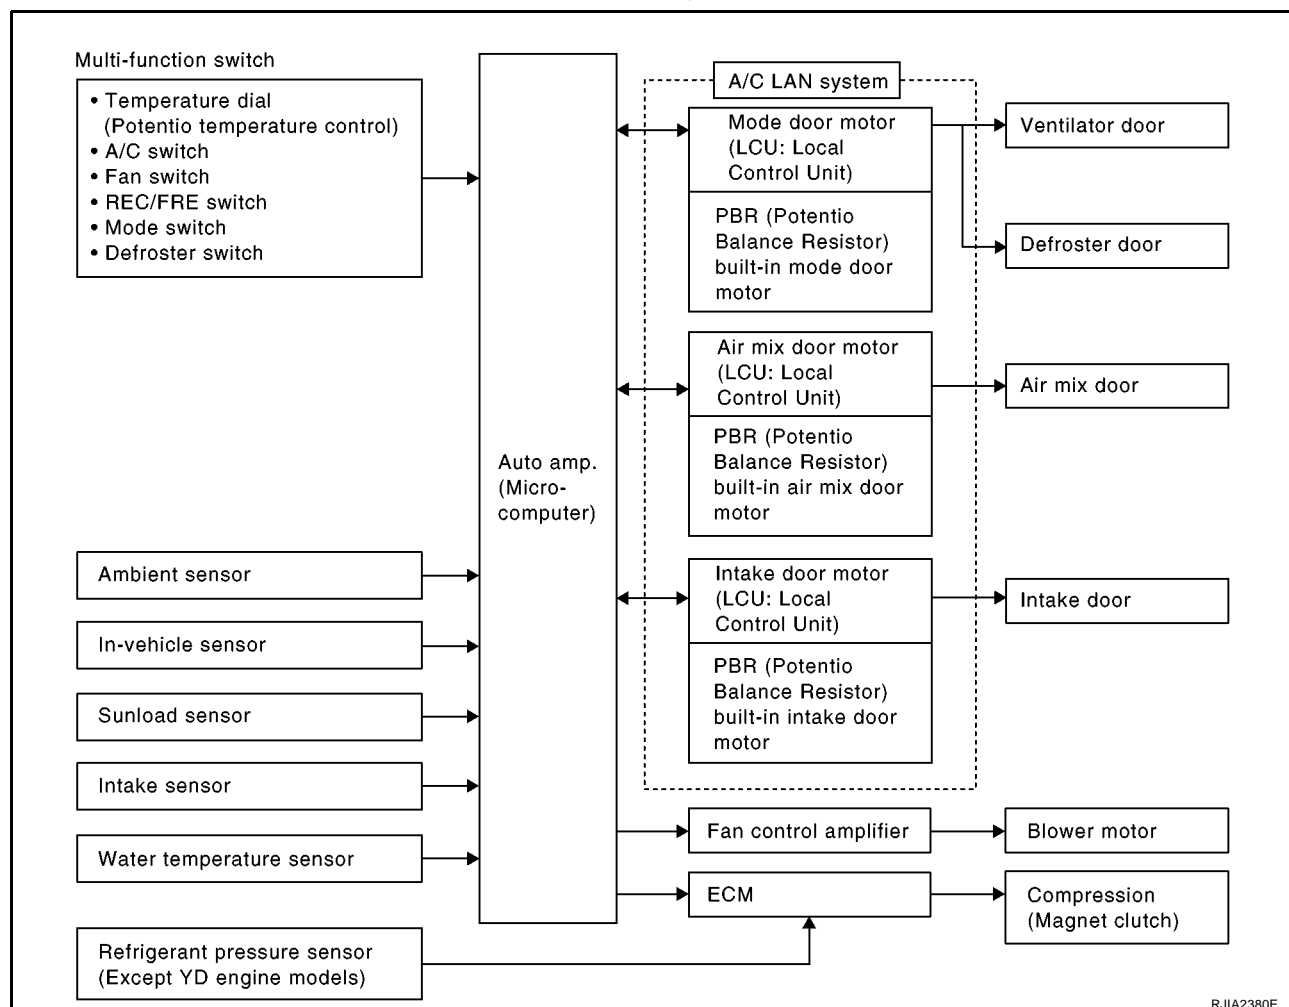 Multi-function switch
• Temperature dial
(Potentio temperature control)
• A/C switch
• Fan switch
• REC/FRE switch
• Mode switch
• Defroster switch
Ambient sensor
In-vehicle sensor
Sunload sensor
Intake sensor
Water temperature sensor
Refrigerant pressure sensor
(Except YD engine models)
Auto amp.
(Micro-
computer)
A/C LAN system
Mode door motor
(LCU: Local
Control Unit)
PBR (Potentio
Balance Resistor)
built-in mode door
motor
Air mix door motor
(LCU: Local
Control Unit)
PBR (Potentio
Balance Resistor)
built-in air mix door
motor
Intake door motor
(LCU: Local
Control Unit)
PBR (Potentio
Balance Resistor)
built-in intake door
motor
Fan control amplifier
ECM
Ventilator door
Defroster door
Air mix door
Intake door
Blower motor
Compression
(Magnet clutch)
RJIA2380E